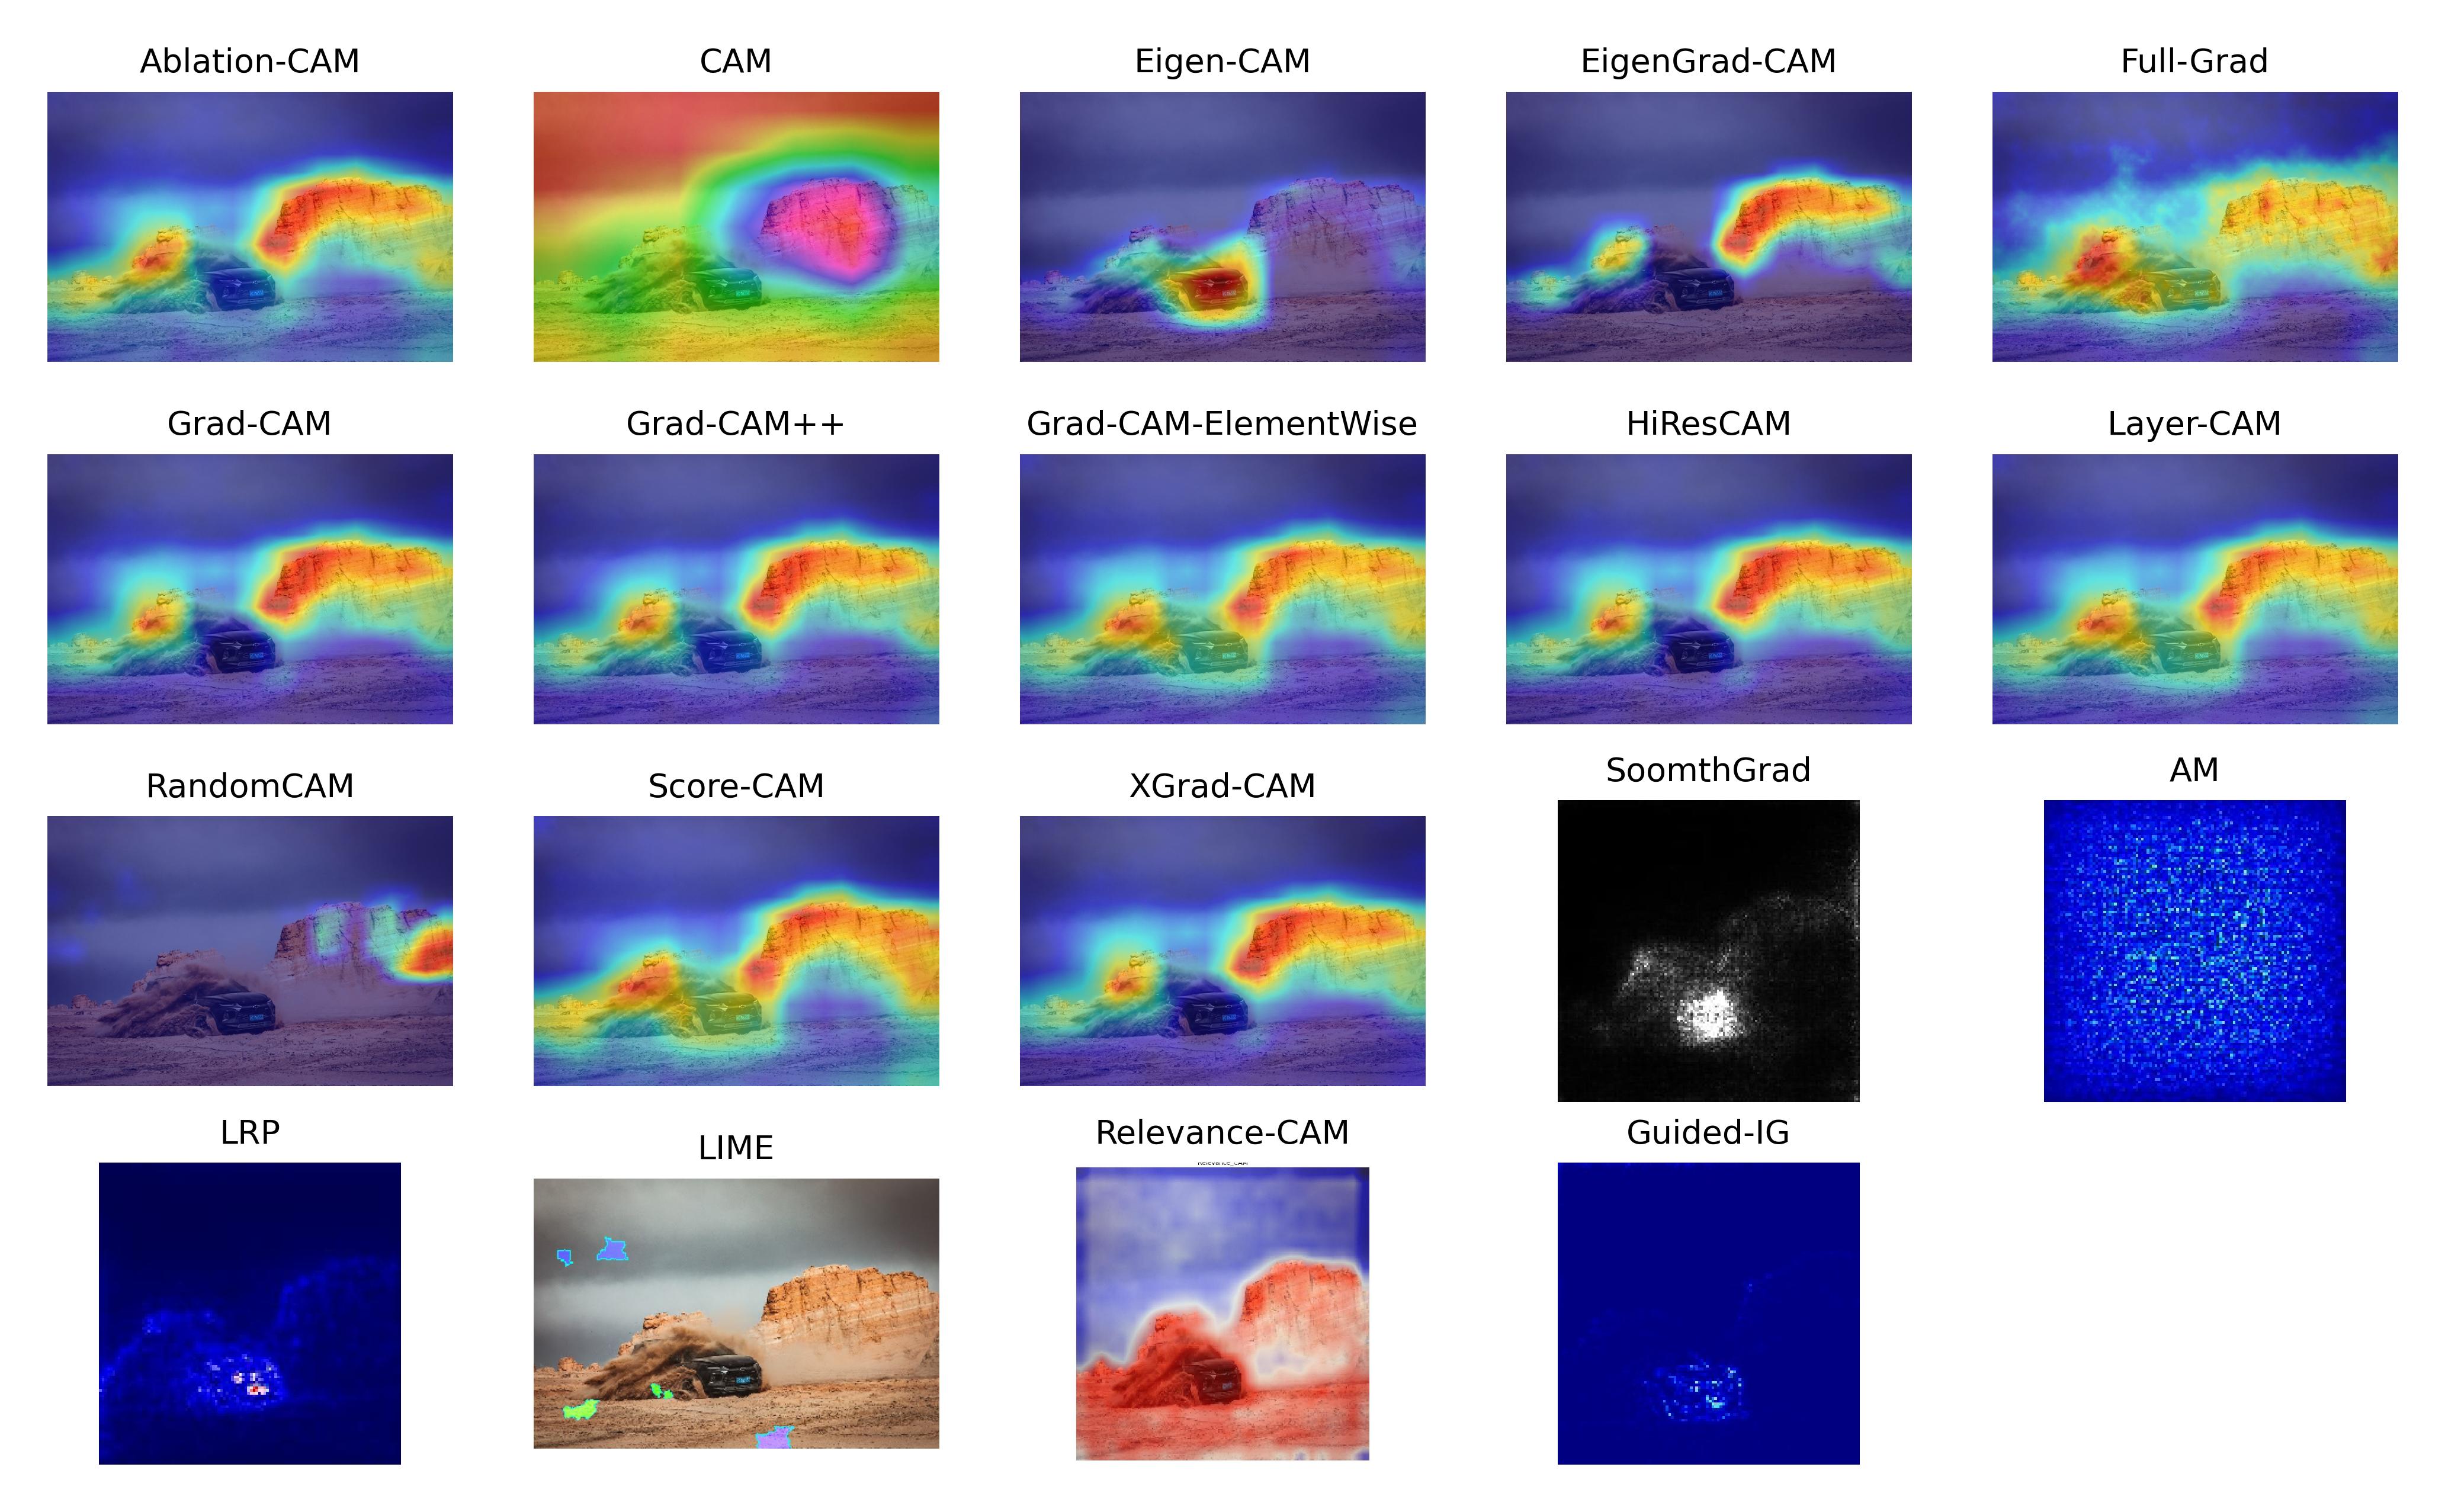 Ablation-CAM
CAM
Eigen-CAM
EigenGrad-CAM
Full-Grad
Grad-CAM
Grad-CAM++
Grad-CAM-ElementWise
HiResCAM
Layer-CAM
RandomCAM
Score-CAM
XGrad-CAM
SoomthGrad
AM
LRP
LIME
Relevance-CAM
Guided-IG